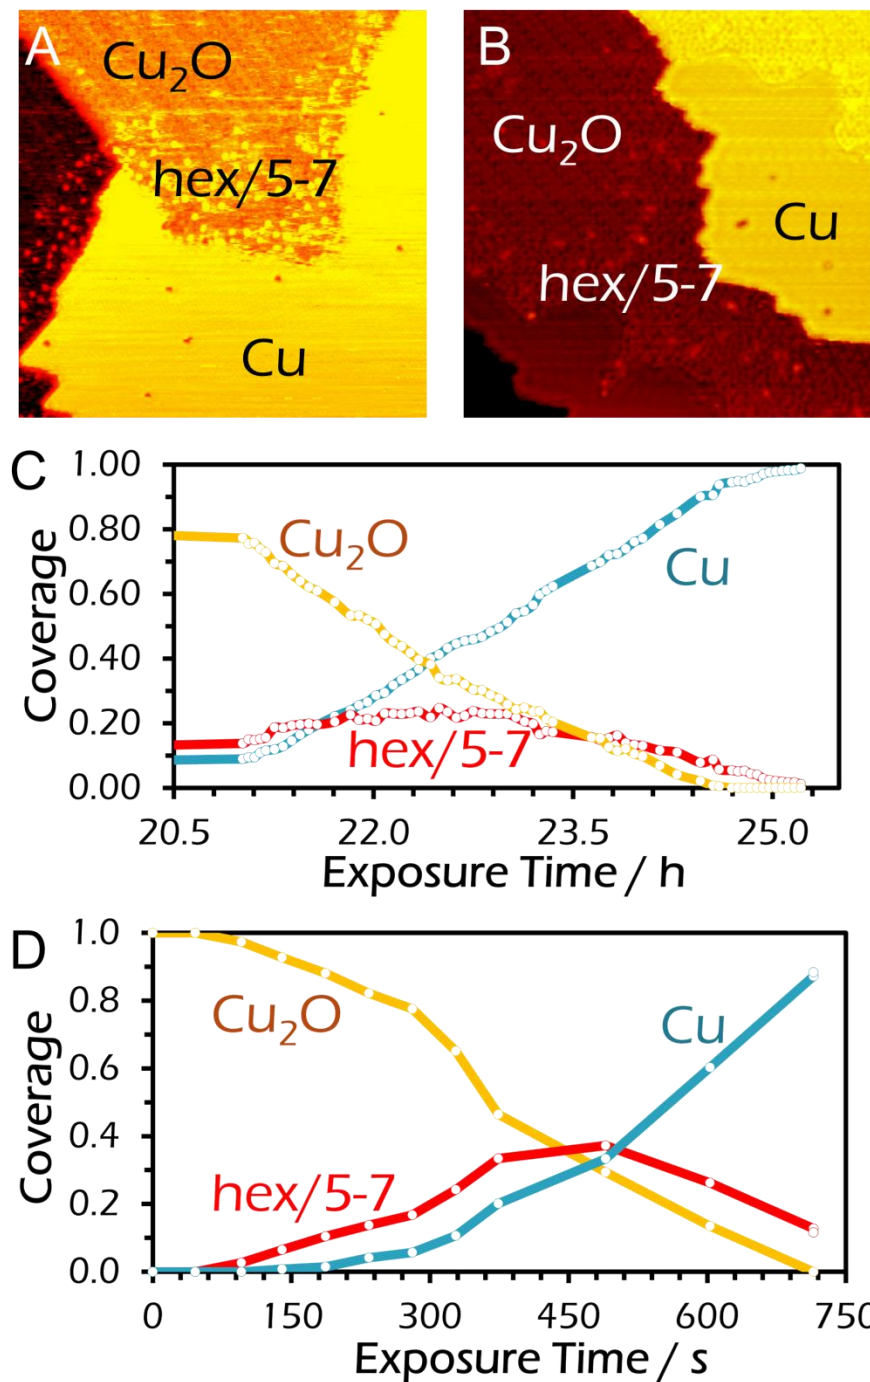 A
Cu₂O
hex/5-7
Cu
B
Cu₂O
Cu
hex/5-7
C
1.00
0.80
0.60
0.40
0.20
0.00
Coverage
Cu₂O
Cu
hex/5-7
20.5 22.0 23.5 25.0
Exposure Time / h
D
1.0
0.8
0.6
0.4
0.2
0.0
Coverage
Cu₂O
Cu
hex/5-7
0 150 300 450 600 750
Exposure Time / s